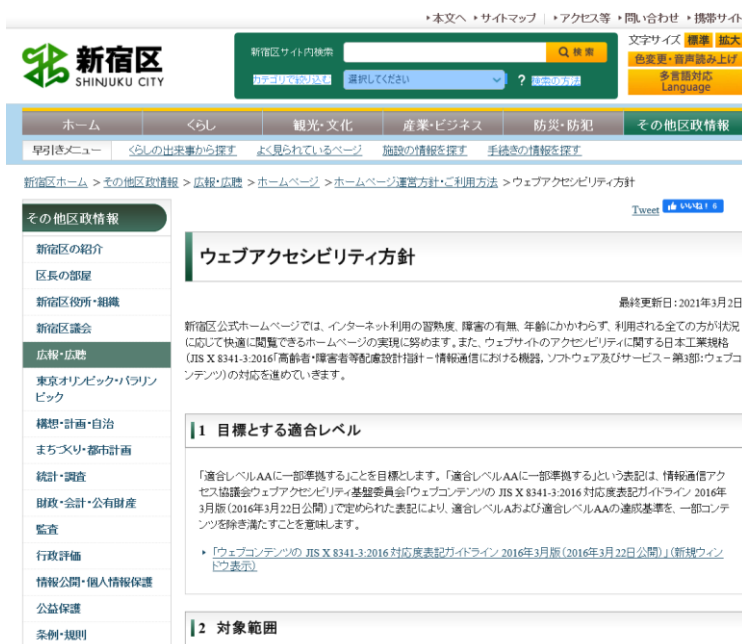 本文へ サイトマップ アクセス等 問い合わせ 携帯サイト
新宿区
SHINJUKU CITY
新宿区サイト内検索 検索
カテゴリで絞り込む 選択してください ? 検索の方法
文字サイズ 標準 拡大
色変更・音声読み上げ
多言語対応
Language
ホーム くらし 観光・文化 産業・ビジネス 防災・防犯 その他区政情報
早引きメニュー くらしの出来事から探す よく見られているページ 施設の情報を探す 手続きの情報を探す
新宿区ホーム > その他区政情報 > 広報・広聴 > ホームページ > ホームページ運営方針・ご利用方法 > ウェブアクセシビリティ方針
Tweet いいね! 6
その他区政情報
新宿区の紹介
区長の部屋
新宿区役所・組織
新宿区議会
広報・広聴
東京オリンピック・パラリン
ピック
構想・計画・自治
まちづくり・都市計画
統計・調査
財政・会計・公有財産
監査
行政評価
情報公開・個人情報保護
公益保護
条例・規則
ウェブアクセシビリティ方針
最終更新日:2021年3月2日
新宿区公式ホームページでは、インターネット利用の習熟度、障害の有無、年齢にかかわらず、利用される全ての方が状況
に応じて快適に閲覧できるホームページの実現に努めます。また、ウェブサイトのアクセシビリティに関する日本工業規格
(JIS X 8341-3:2016「高齢者・障害者等配慮設計指針-情報通信における機器,ソフトウェア及びサービス-第3部:ウェブコ
ンテンツ)の対応を進めていきます。
1 目標とする適合レベル
「適合レベルAAに一部準拠する」ことを目標とします。「適合レベルAAに一部準拠する」という表記は、情報通信アク
セス協議会ウェブアクセシビリティ基盤委員会「ウェブコンテンツの JIS X 8341-3:2016 対応度表記ガイドライン 2016年
3月版(2016年3月22日公開)」で定められた表記により、適合レベルAおよび適合レベルAAの達成基準を、一部コンテ
ンツを除き満たすことを意味します。
「ウェブコンテンツの JIS X 8341-3:2016 対応度表記ガイドライン 2016年3月版(2016年3月22日公開)」(新規ウィン
ドウ表示)
2 対象範囲